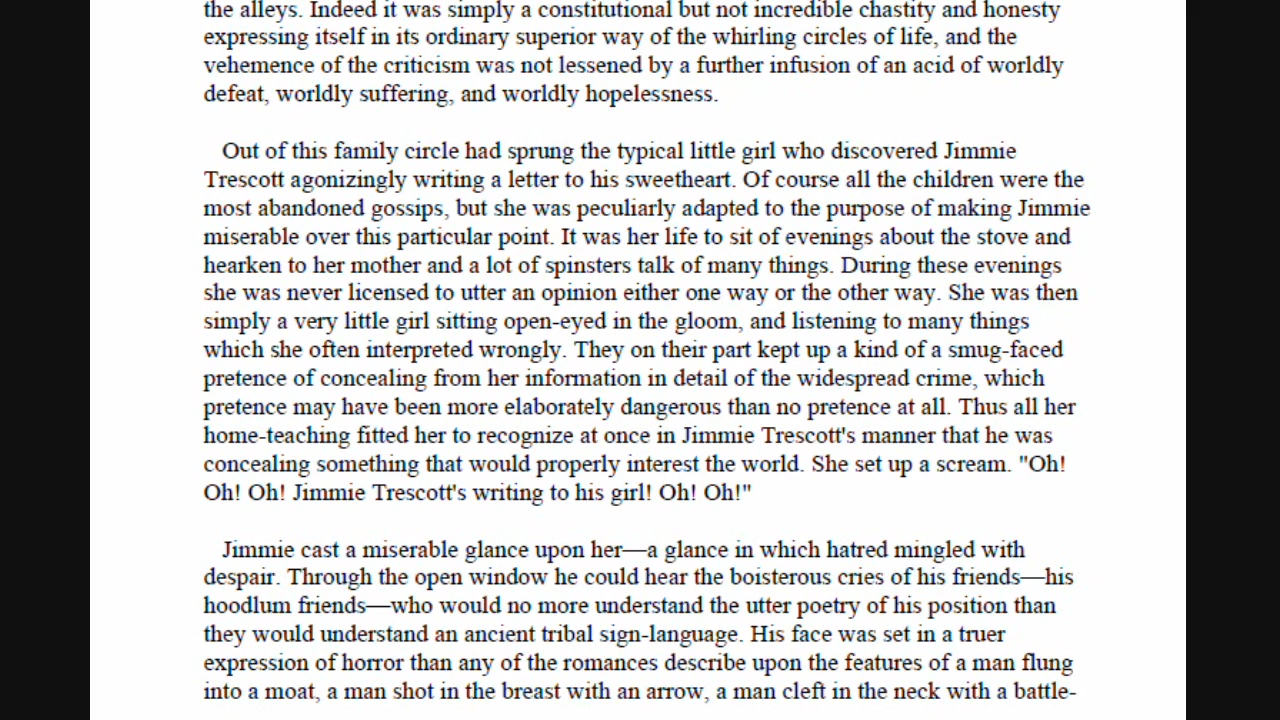 the alleys. Indeed it was simply a constitutional but not incredible chastity and honesty
expressing itself in its ordinary superior way of the whirling circles of life, and the
vehemence of the criticism was not lessened by a further infusion of an acid of worldly
defeat, worldly suffering, and worldly hopelessness.
Out of this family circle had sprung the typical little girl who discovered Jimmie
Trescott agonizingly writing a letter to his sweetheart. Of course all the children were the
most abandoned gossips, but she was peculiarly adapted to the purpose of making Jimmie
miserable over this particular point. It was her life to sit of evenings about the stove and
hearken to her mother and a lot of spinsters talk of many things. During these evenings
she was never licensed to utter an opinion either one way or the other way. She was then
simply a very little girl sitting open-eyed in the gloom, and listening to many things
which she often interpreted wrongly. They on their part kept up a kind of a smug-faced
pretence of concealing from her information in detail of the widespread crime, which
pretence may have been more elaborately dangerous than no pretence at all. Thus all her
home-teaching fitted her to recognize at once in Jimmie Trescott's manner that he was
concealing something that would properly interest the world. She set up a scream. "Oh!
Oh! Oh! Jimmie Trescott's writing to his girl! Oh! Oh!"
Jimmie cast a miserable glance upon her—a glance in which hatred mingled with
despair. Through the open window he could hear the boisterous cries of his friends—his
hoodlum friends—who would no more understand the utter poetry of his position than
they would understand an ancient tribal sign-language. His face was set in a truer
expression of horror than any of the romances describe upon the features of a man flung
into a moat, a man shot in the breast with an arrow, a man cleft in the neck with a battle-